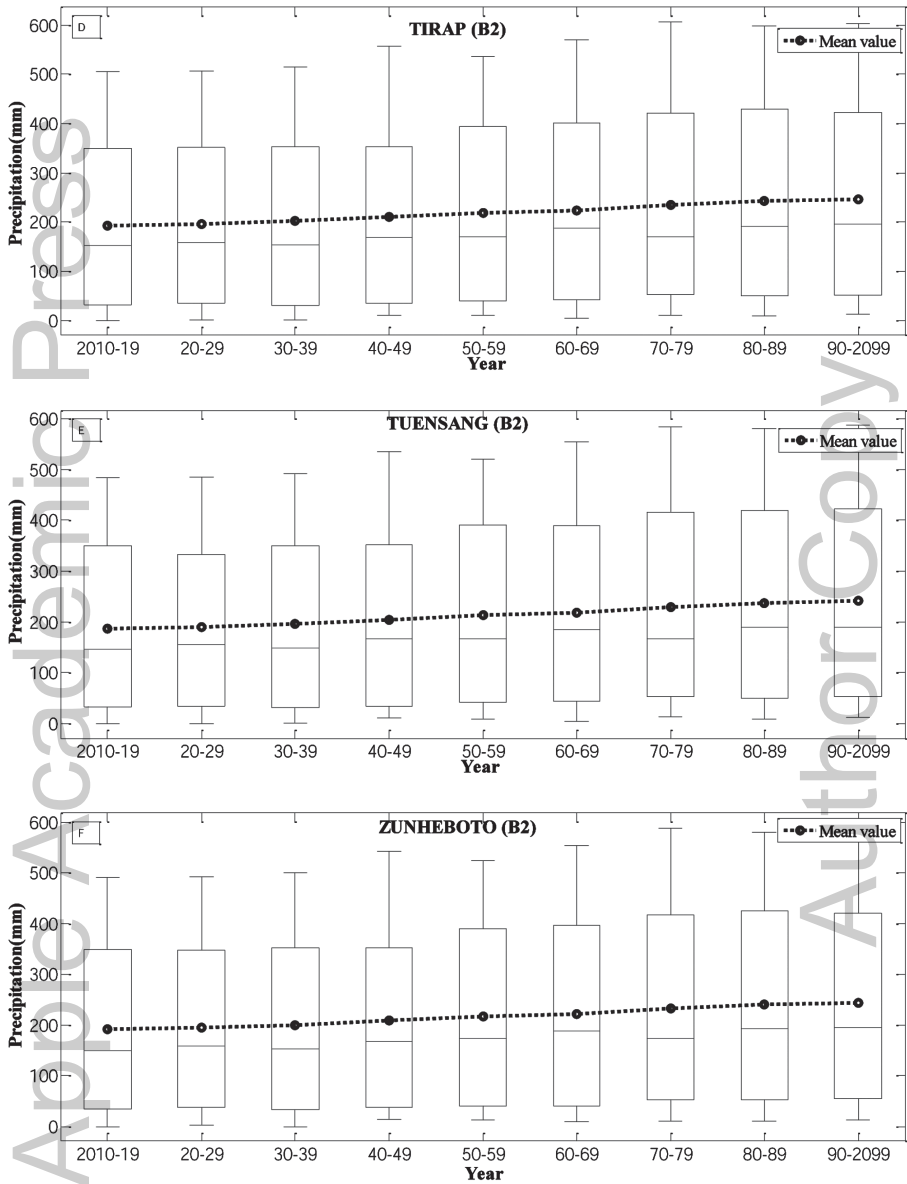 D
TIRAP (B2)
Mean value
Precipitation(mm)
600
500
400
300
200
100
0
2010-19 20-29 30-39 40-49 50-59 60-69 70-79 80-89 90-2099
Year
E
TUENSANG (B2)
Mean value
Precipitation(mm)
600
500
400
300
200
100
0
2010-19 20-29 30-39 40-49 50-59 60-69 70-79 80-89 90-2099
Year
F
ZUNHEBOTO (B2)
Mean value
Precipitation(mm)
600
500
400
300
200
100
0
2010-19 20-29 30-39 40-49 50-59 60-69 70-79 80-89 90-2099
Year
Apple Academic Press
Author Copy